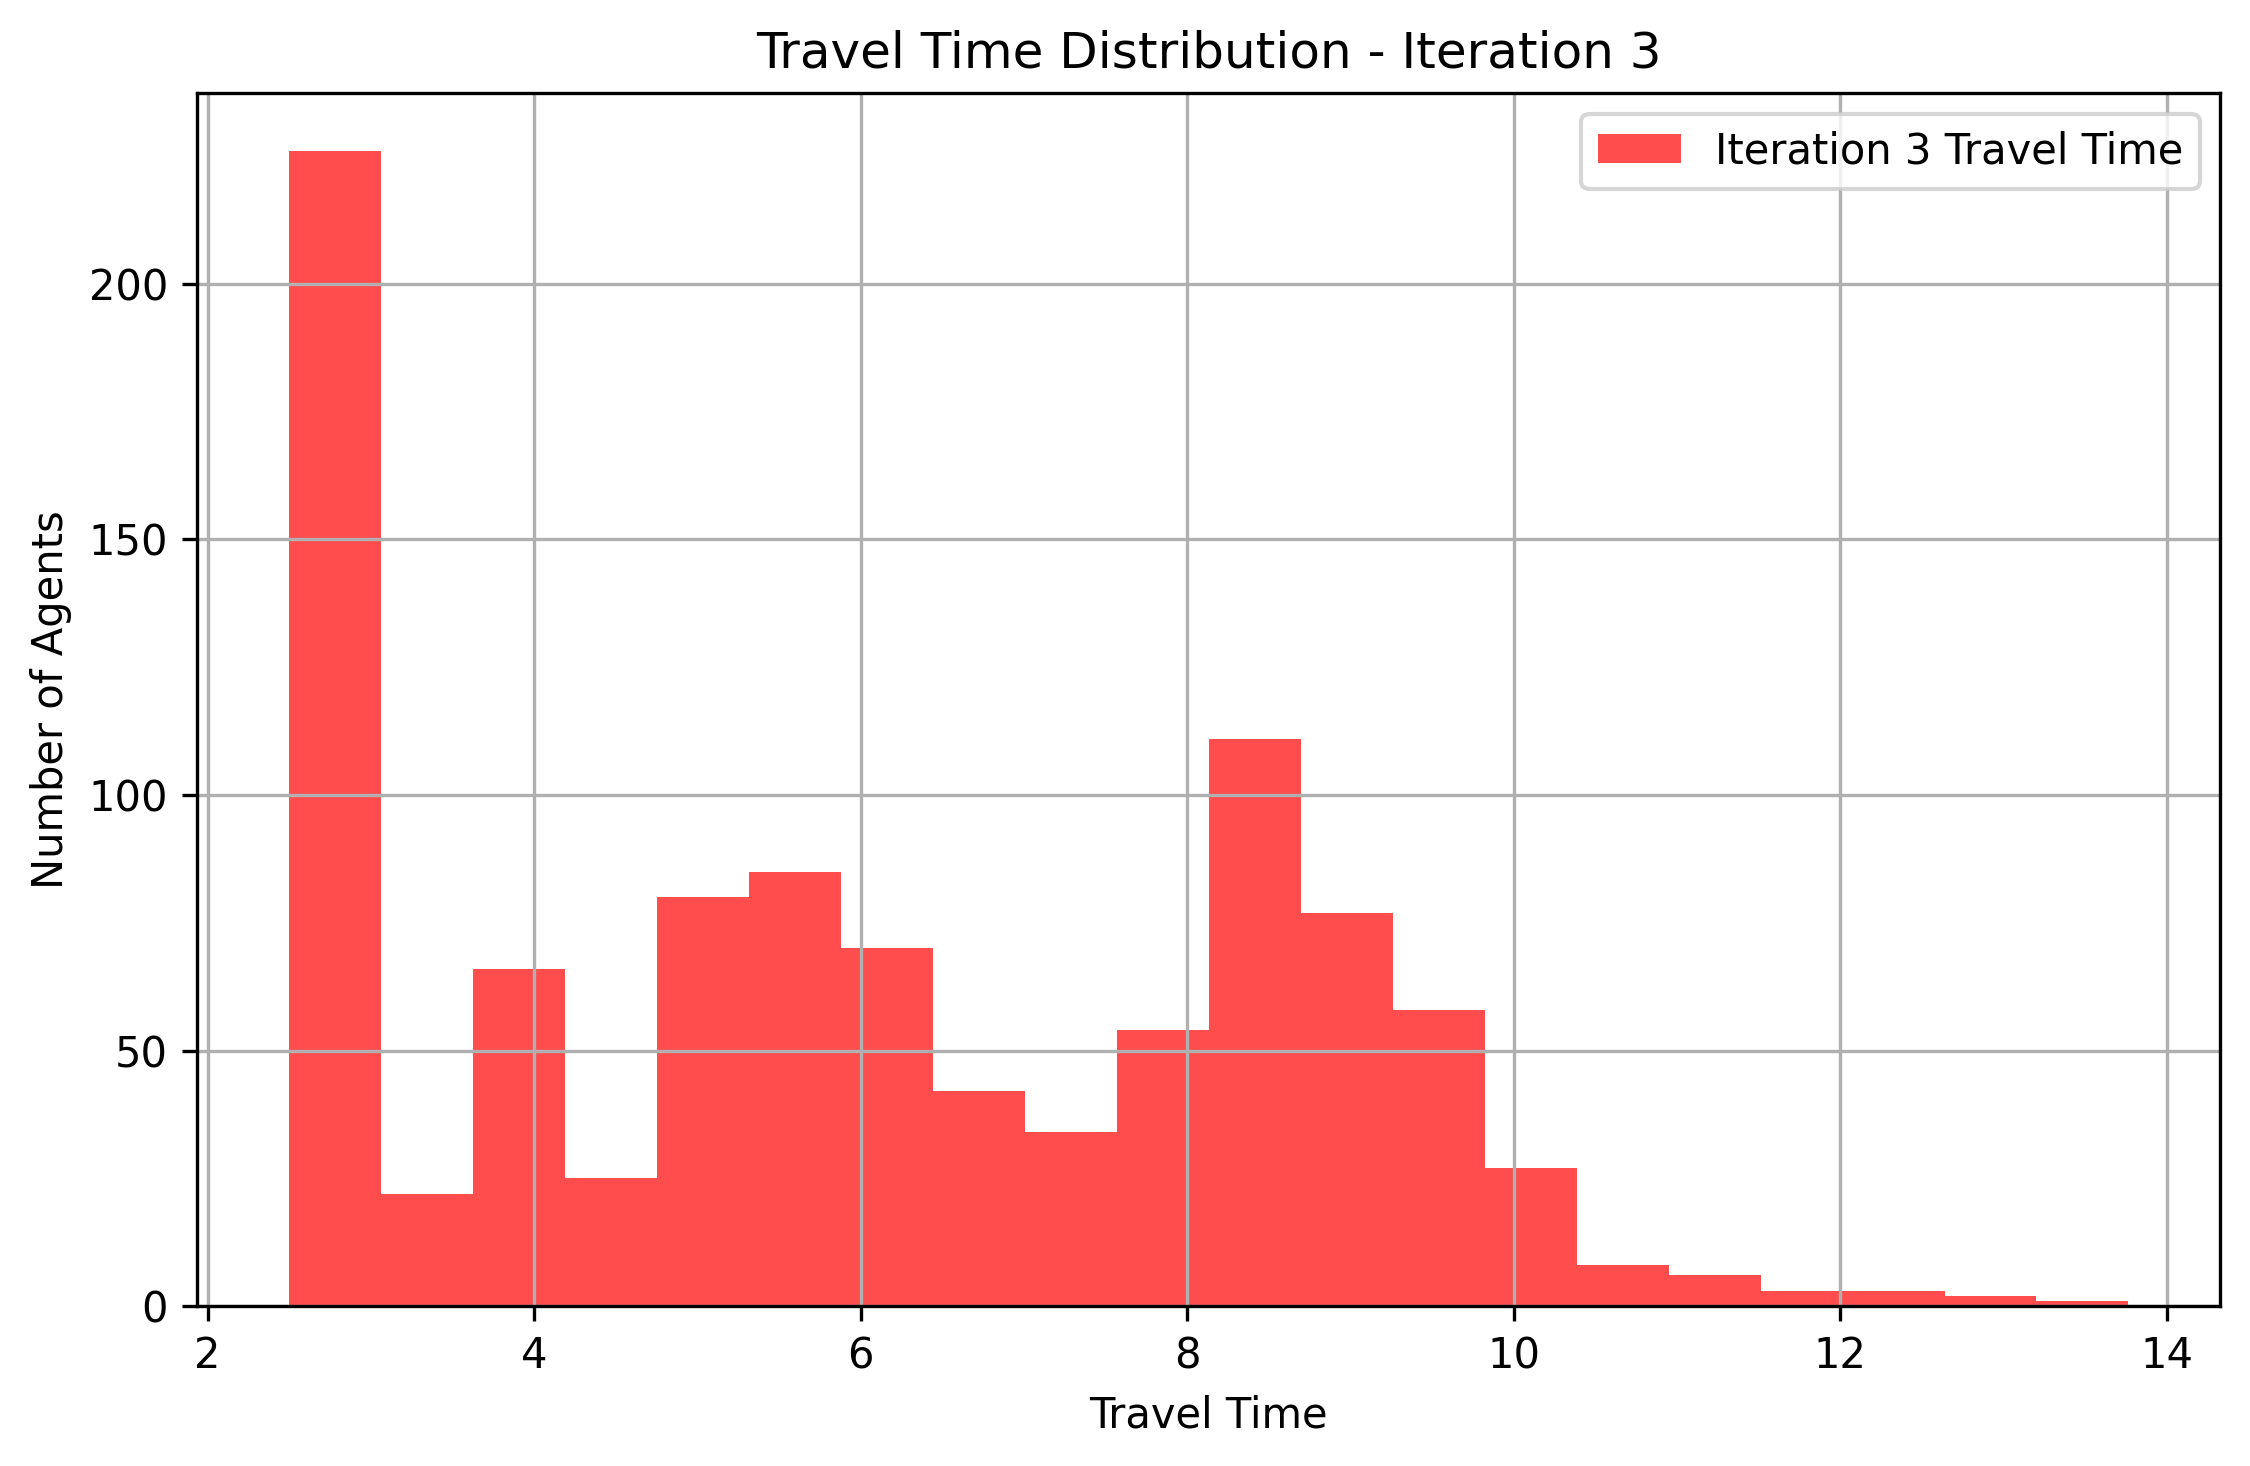 Travel Time Distribution - Iteration 3
Iteration 3 Travel Time
Number of Agents
200
150
100
50
0
2 4 6 8 10 12 14
Travel Time